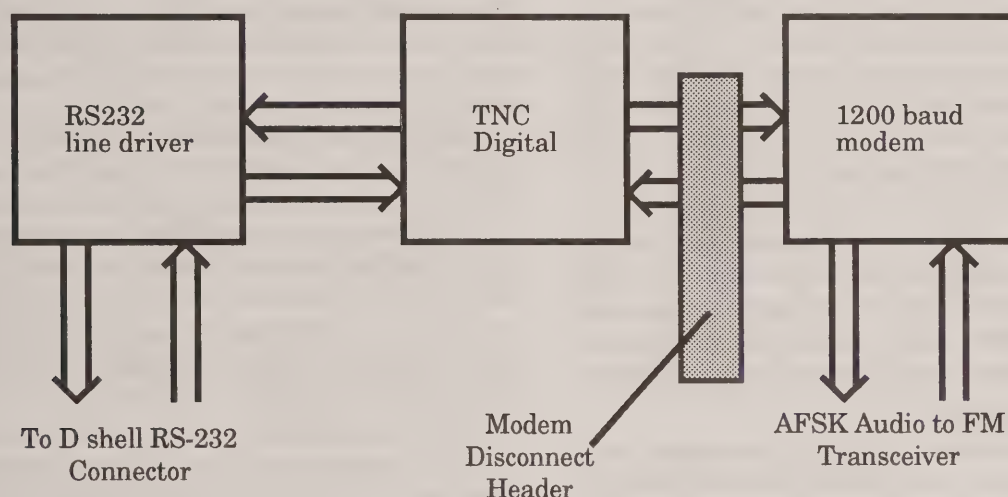 RS232
line driver
TNC
Digital
1200 baud
modem
To D shell RS-232
Connector
Modem
Disconnect
Header
AFSK Audio to FM
Transceiver